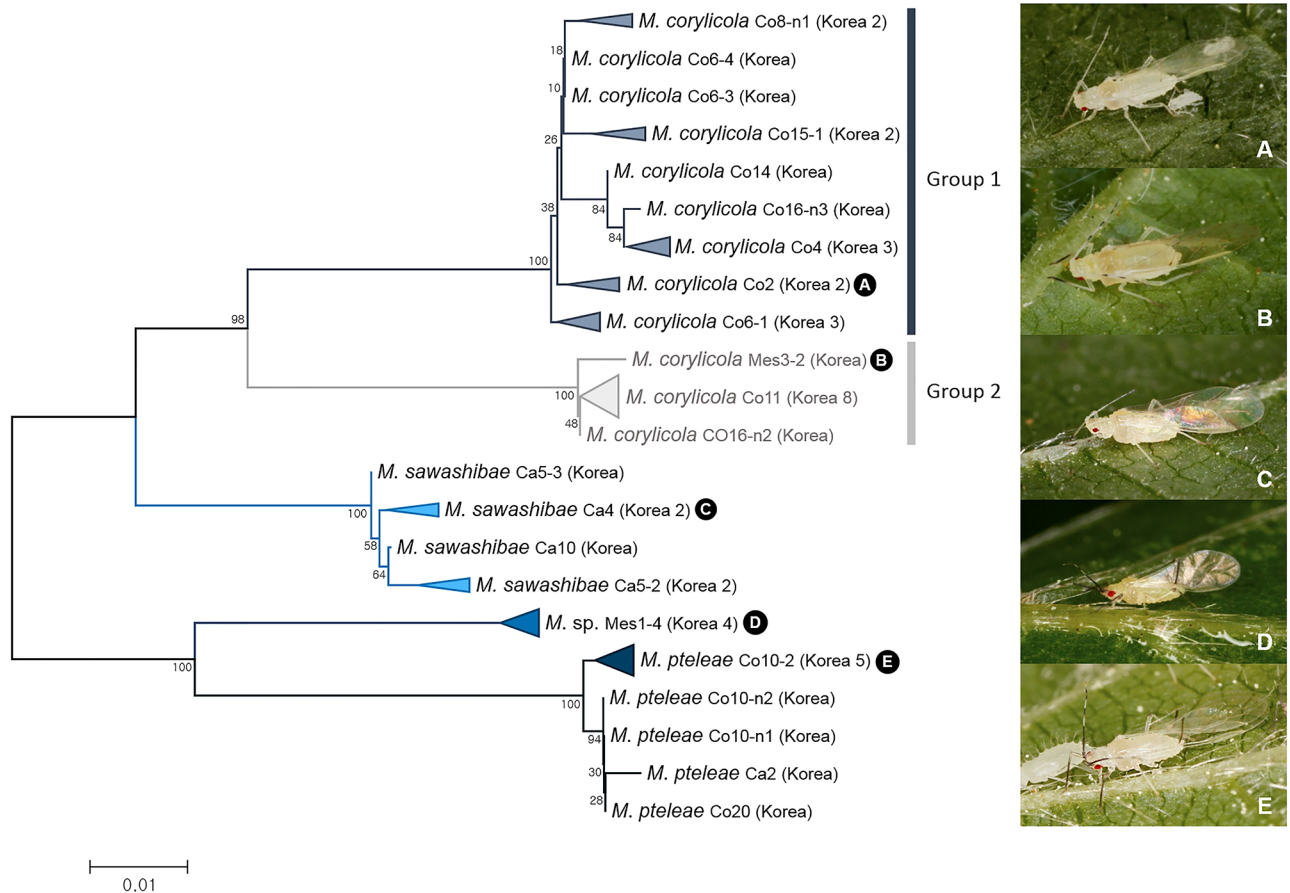 M. corylicola Co8-n1 (Korea 2)
18
M. corylicola Co6-4 (Korea)
10
M. corylicola Co6-3 (Korea)
26
M. corylicola Co15-1 (Korea 2)
M. corylicola Co14 (Korea)
Group 1
38
84
M. corylicola Co16-n3 (Korea)
84
M. corylicola Co4 (Korea 3)
100
M. corylicola Co2 (Korea 2) A
98
M. corylicola Co6-1 (Korea 3)
M. corylicola Mes3-2 (Korea) B
100
M. corylicola Co11 (Korea 8)
Group 2
48
M. corylicola CO16-n2 (Korea)
M. sawashibae Ca5-3 (Korea)
100
M. sawashibae Ca4 (Korea 2) C
58
M. sawashibae Ca10 (Korea)
64
M. sawashibae Ca5-2 (Korea 2)
M. sp. Mes1-4 (Korea 4) D
100
M. pteleae Co10-2 (Korea 5) E
100
M. pteleae Co10-n2 (Korea)
94
M. pteleae Co10-n1 (Korea)
30
M. pteleae Ca2 (Korea)
28
M. pteleae Co20 (Korea)
0.01
A
B
C
D
E